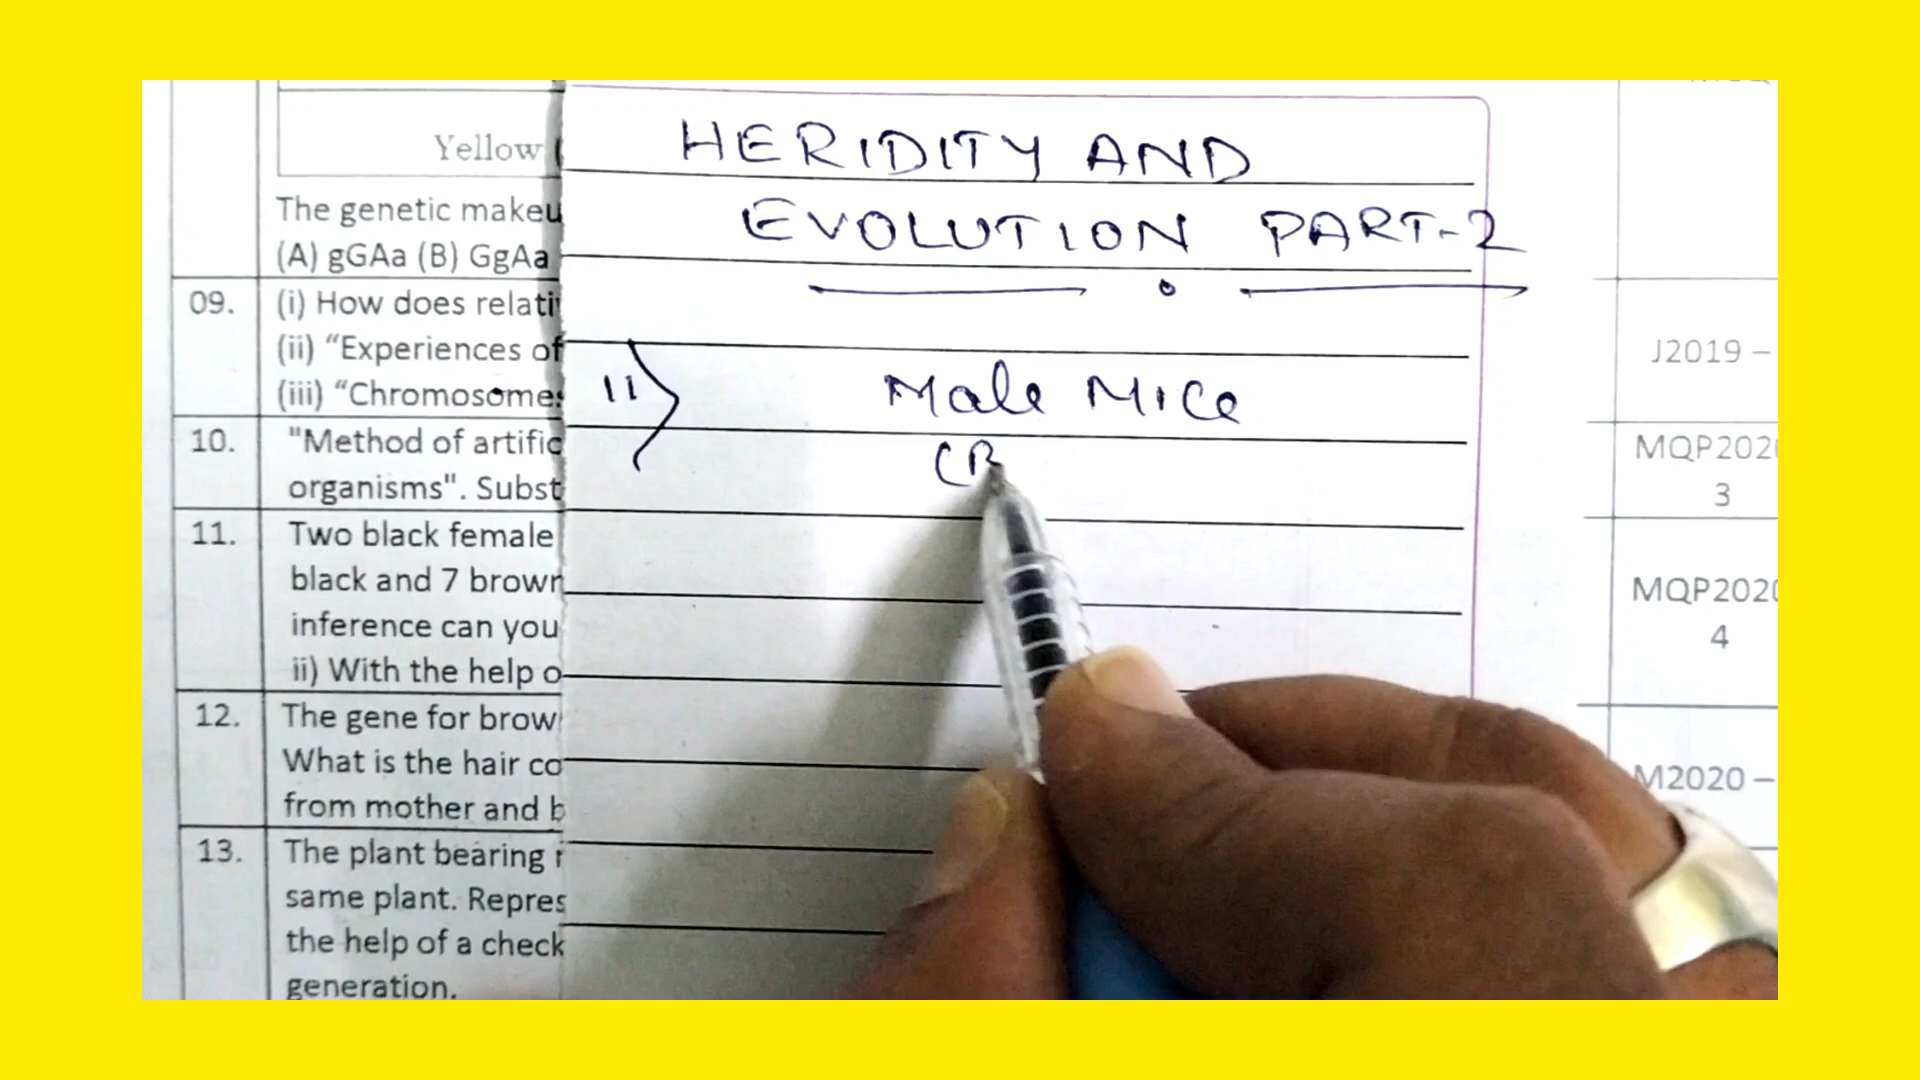 Yellow
The genetic makeu
(A) gGAa (B) GgAa
09. (i) How does relati
(ii) "Experiences of
(iii) "Chromosomes
10. "Method of artific
organisms". Subst
11. Two black female
black and 7 brown
inference can you
ii) With the help o
12. The gene for brow
What is the hair co
from mother and b
13. The plant bearing r
same plant. Repres
the help of a check
generation.
HERIDITY AND
EVOLUTION PART-2
11) Male Mice
(B
J2019 –
MQP2020
3
MQP2020
4
M2020 –